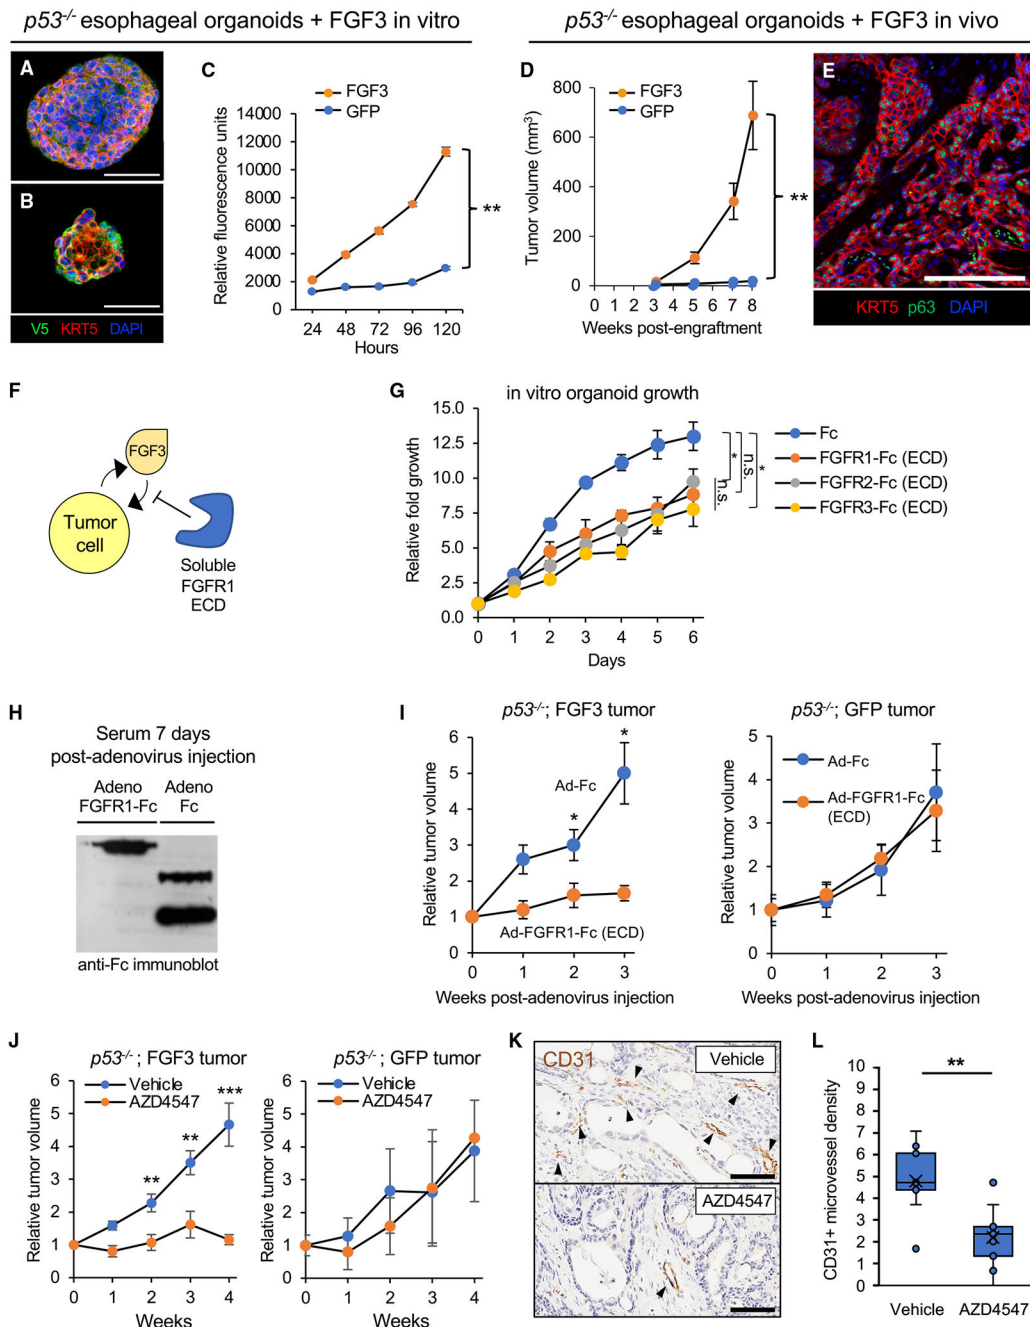 p53-/- esophageal organoids + FGF3 in vitro
p53-/- esophageal organoids + FGF3 in vivo
A
B
V5 KRT5 DAPI
C
FGF3
GFP
Relative fluorescence units
14000
12000
10000
8000
6000
4000
2000
0
24 48 72 96 120
Hours
**
D
FGF3
GFP
Tumor volume (mm3)
800
600
400
200
0
0 1 2 3 4 5 6 7 8
Weeks post-engraftment
**
E
KRT5 p63 DAPI
F
FGF3
Tumor
cell
Soluble
FGFR1
ECD
G
in vitro organoid growth
Relative fold growth
15.0
12.5
10.0
7.5
5.0
2.5
0.0
0 1 2 3 4 5 6
Days
*
n.s.
*
n.s.
Fc
FGFR1-Fc (ECD)
FGFR2-Fc (ECD)
FGFR3-Fc (ECD)
H
Serum 7 days
post-adenovirus injection
Adeno Adeno
FGFR1-Fc Fc
anti-Fc immunoblot
I
p53-/-; FGF3 tumor
Relative tumor volume
6
5
4
3
2
1
0
Ad-Fc
*
*
Ad-FGFR1-Fc (ECD)
0 1 2 3
Weeks post-adenovirus injection
p53-/-; GFP tumor
Relative tumor volume
5
4
3
2
1
0
Ad-Fc
Ad-FGFR1-Fc
(ECD)
0 1 2 3
Weeks post-adenovirus injection
J
p53-/-; FGF3 tumor
Vehicle
AZD4547
Relative tumor volume
6
5
4
3
2
1
0
**
**
***
0 1 2 3 4
Weeks
p53-/-; GFP tumor
Vehicle
AZD4547
Relative tumor volume
6
5
4
3
2
1
0
0 1 2 3 4
Weeks
K
CD31
Vehicle
AZD4547
L
CD31+ microvessel density
10
9
8
7
6
5
4
3
2
1
0
**
Vehicle AZD4547